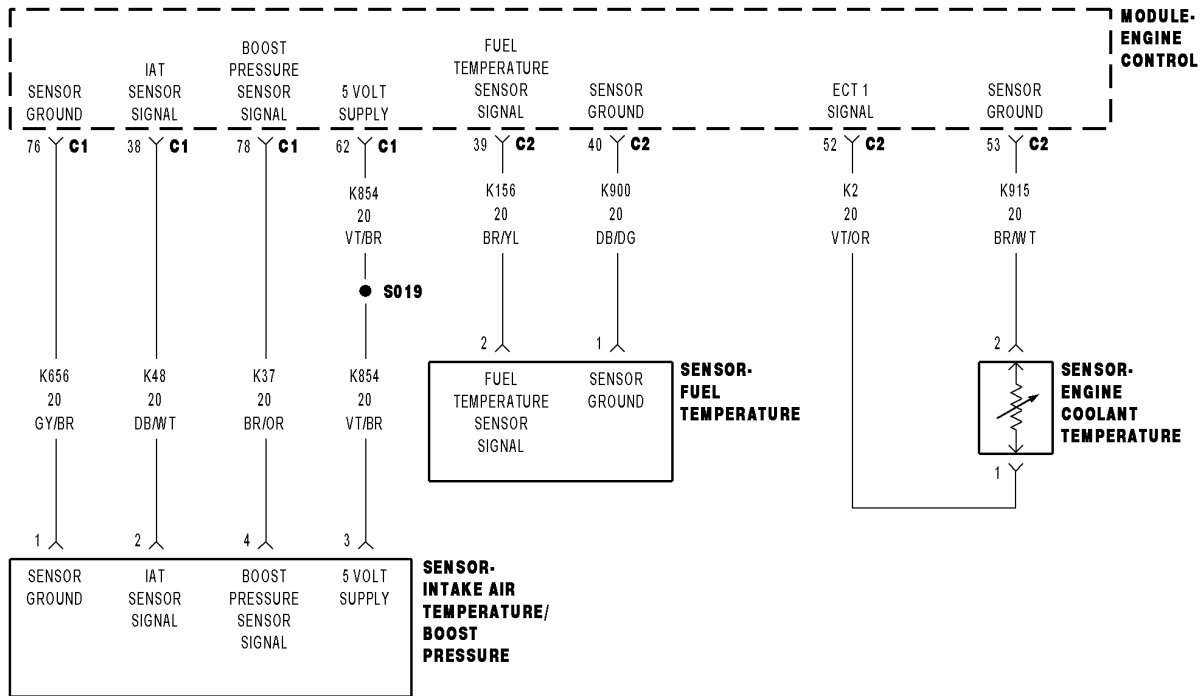 MODULE-
ENGINE
CONTROL
SENSOR
GROUND
IAT
SENSOR
SIGNAL
BOOST
PRESSURE
SENSOR
SIGNAL
5 VOLT
SUPPLY
FUEL
TEMPERATURE
SENSOR
SIGNAL
SENSOR
GROUND
ECT 1
SIGNAL
SENSOR
GROUND
76 C1
38 C1
78 C1
62 C1
39 C2
40 C2
52 C2
53 C2
K854
20
VT/BR
K156
20
BR/YL
K900
20
DB/DG
K2
20
VT/OR
K915
20
BR/WT
S019
2
1
2
K656
20
GY/BR
K48
20
DB/WT
K37
20
BR/OR
K854
20
VT/BR
FUEL
TEMPERATURE
SENSOR
SIGNAL
SENSOR
GROUND
SENSOR-
FUEL
TEMPERATURE
SENSOR-
ENGINE
COOLANT
TEMPERATURE
1
1
2
4
3
SENSOR
GROUND
IAT
SENSOR
SIGNAL
BOOST
PRESSURE
SENSOR
SIGNAL
5 VOLT
SUPPLY
SENSOR-
INTAKE AIR
TEMPERATURE/
BOOST
PRESSURE